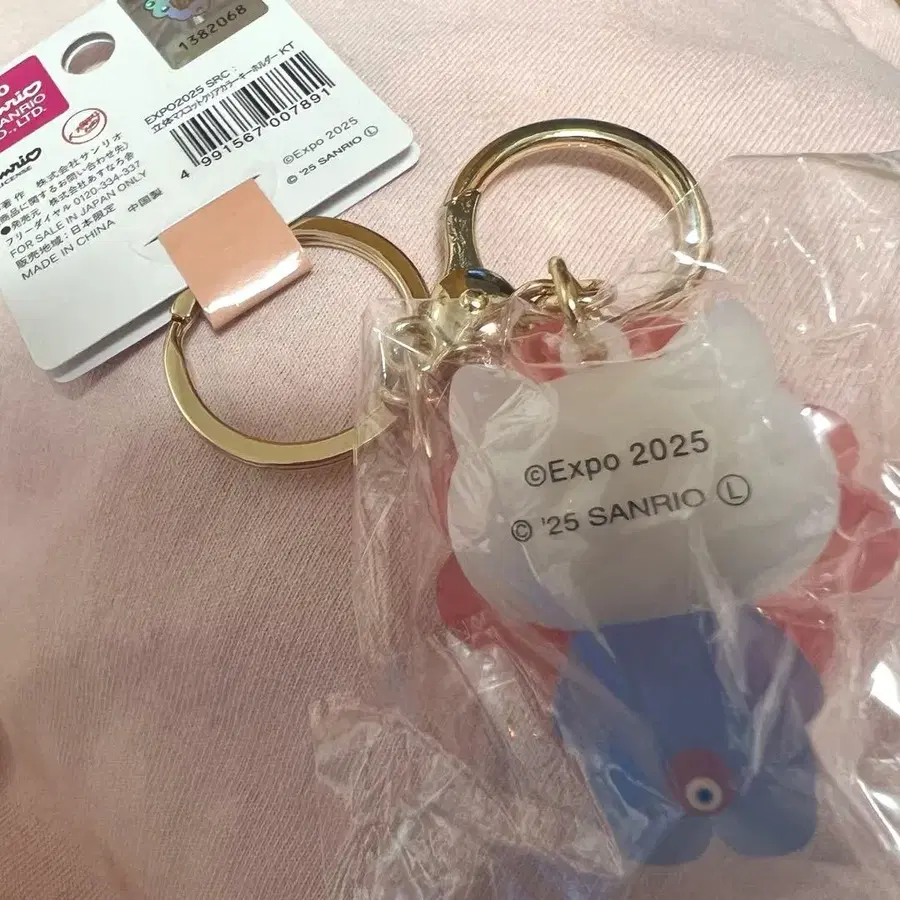 1382068
SANRIO
CO., LTD.
LICENSE
EXPO2025 SRC :
立体マスコットクリアカラーキーホルダー KT
4 991567 007891
©Expo 2025
© '25 SANRIO Ⓛ
著作 株式会社サンリオ
商品に関するお問い合わせ先)
●発売元 株式会社あすなろ舎
フリーダイヤル 0120-334-337
FOR SALE IN JAPAN ONLY
販売地域：日本限定
MADE IN CHINA 中国製
©Expo 2025
© '25 SANRIO Ⓛ